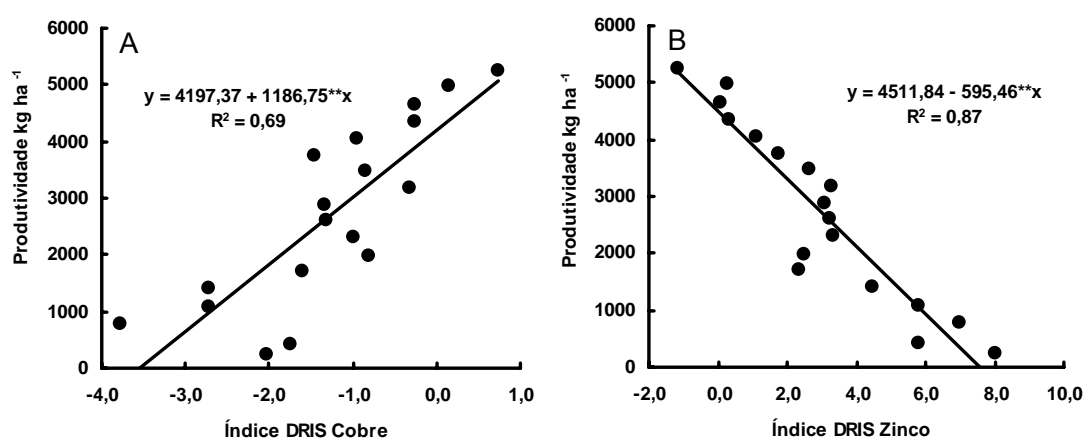 A
y = 4197,37 + 1186,75**x
R² = 0,69
Produtividade kg ha ⁻¹
6000
5000
4000
3000
2000
1000
0
-4,0 -3,0 -2,0 -1,0 0,0 1,0
Índice DRIS Cobre
B
y = 4511,84 - 595,46**x
R² = 0,87
Produtividade kg ha ⁻¹
6000
5000
4000
3000
2000
1000
0
-2,0 0,0 2,0 4,0 6,0 8,0 10,0
Índice DRIS Zinco